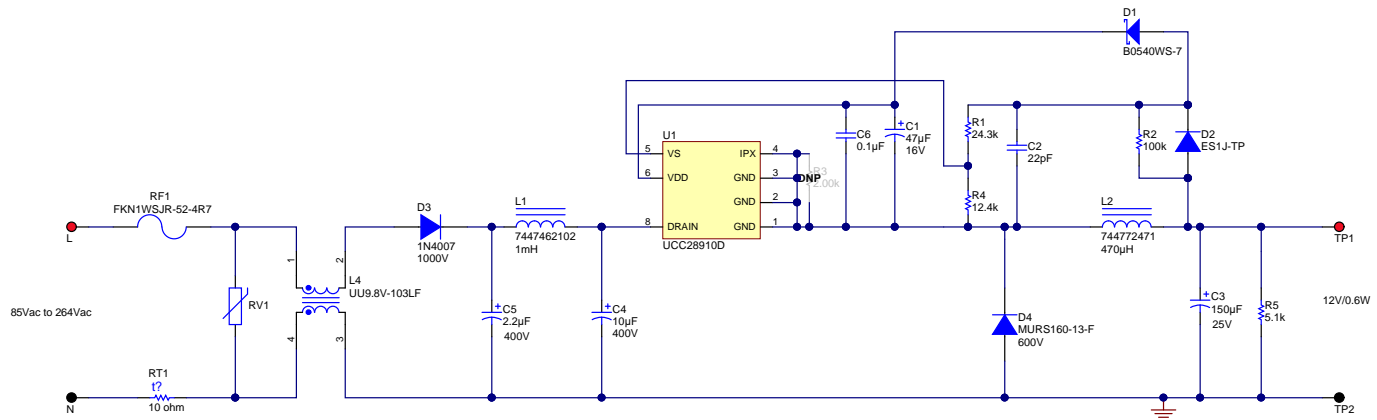 D1
B0540WS-7
U1
5
VS
6
VDD
8
DRAIN
IPX
4
GND
3
GND
2
GND
1
UCC28910D
R3
2.00k
DNP
C6
0.1µF
+
C1
47µF
16V
R1
24.3k
R4
12.4k
C2
22pF
R2
100k
D2
ES1J-TP
RF1
FKN1WSJR-52-4R7
L
D3
1N4007
1000V
L1
7447462102
1mH
L2
744772471
470µH
TP1
1
2
L4
UU9.8V-103LF
4
3
RV1
85Vac to 264Vac
+
C5
2.2µF
400V
+
C4
10µF
400V
D4
MURS160-13-F
600V
+
C3
150µF
25V
R5
5.1k
12V/0.6W
RT1
t?
10 ohm
N
TP2